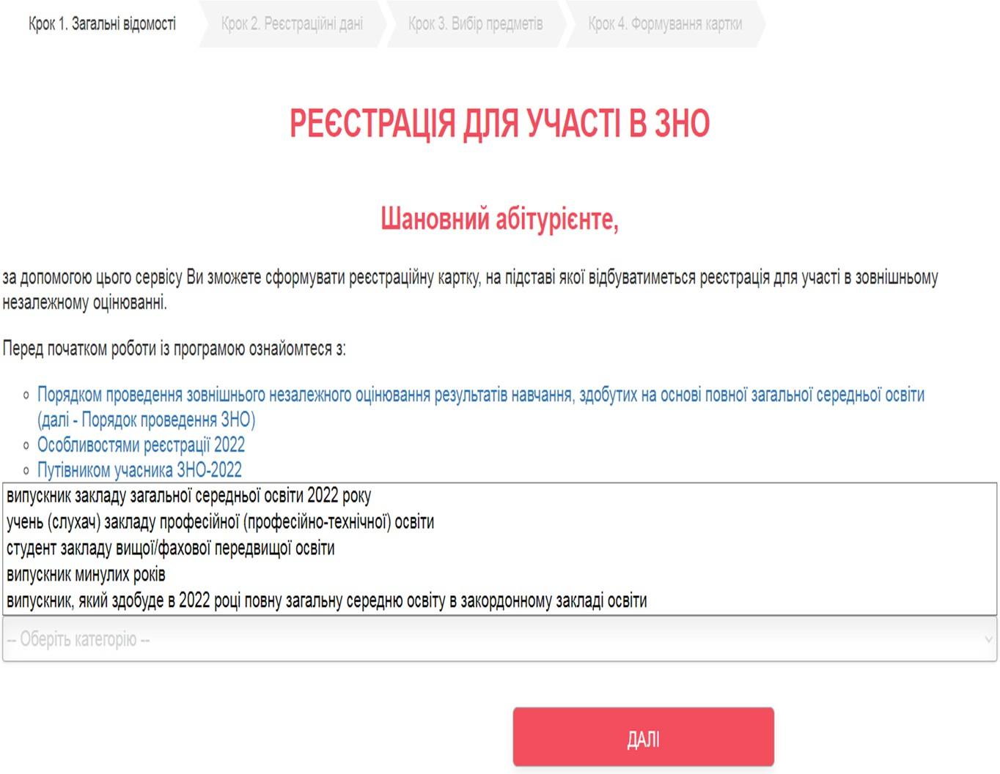 Крок 1. Загальні відомості
Крок 2. Реєстраційні дані
Крок 3. Вибір предметів
Крок 4. Формування картки
РЕЄСТРАЦІЯ ДЛЯ УЧАСТІ В ЗНО
Шановний абітурієнте,
за допомогою цього сервісу Ви зможете сформувати реєстраційну картку, на підставі якої відбуватиметься реєстрація для участі в зовнішньому
незалежному оцінюванні.
Перед початком роботи із програмою ознайомтеся з:
Порядком проведення зовнішнього незалежного оцінювання результатів навчання, здобутих на основі повної загальної середньої освіти
(далі - Порядок проведення ЗНО)
Особливостями реєстрації 2022
Путівником учасника ЗНО-2022
випускник закладу загальної середньої освіти 2022 року
учень (слухач) закладу професійної (професійно-технічної) освіти
студент закладу вищої/фахової передвищої освіти
випускник минулих років
випускник, який здобуде в 2022 році повну загальну середню освіту в закордонному закладі освіти
-- Оберіть категорію --
ДАЛІ